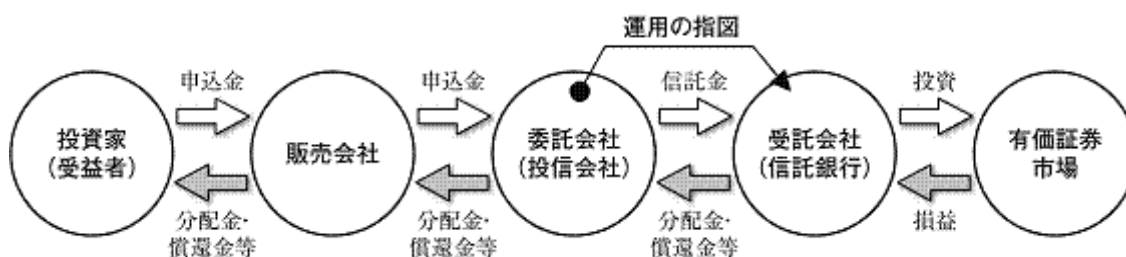 運用の指図
申込金
申込金
信託金
投資
投資家
(受益者)
販売会社
委託会社
(投信会社)
受託会社
(信託銀行)
有価証券
市場
分配金・
償還金等
分配金・
償還金等
分配金・
償還金等
損益